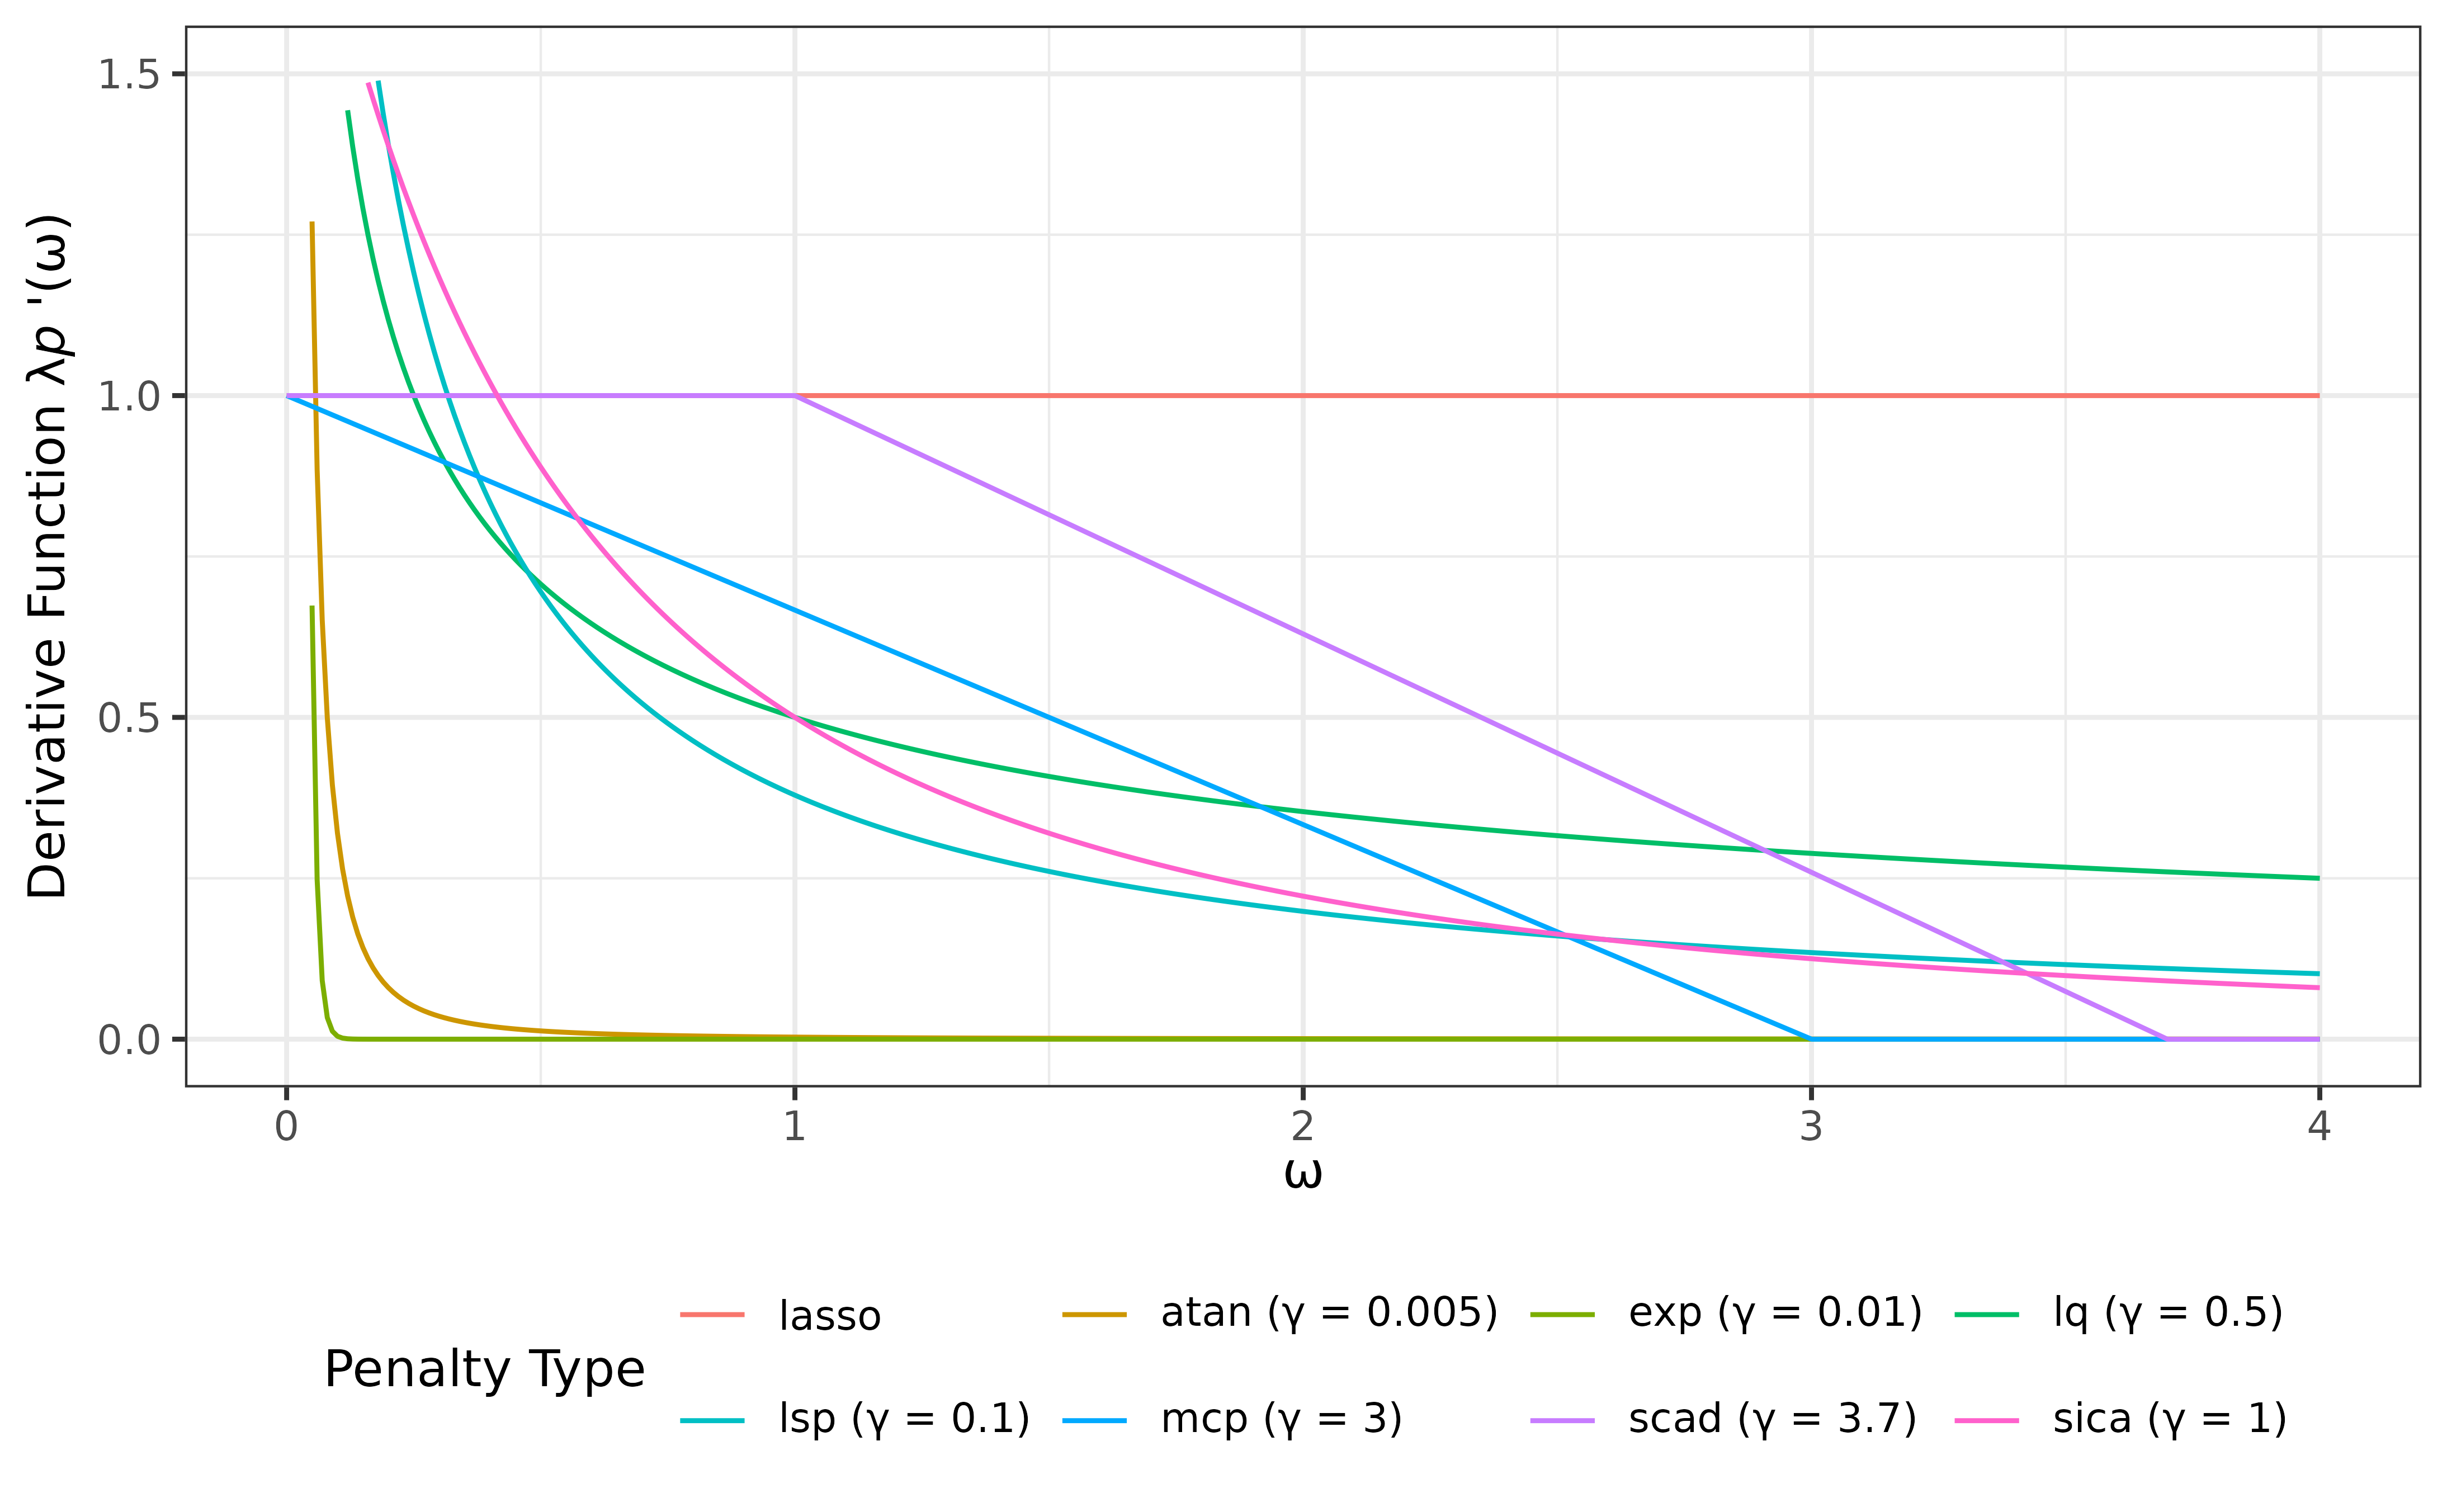 Derivative Function λp '(ω)
1.5
1.0
0.5
0.0
0 1 2 3 4
ω
Penalty Type
lasso atan (γ = 0.005) exp (γ = 0.01) lq (γ = 0.5)
lsp (γ = 0.1) mcp (γ = 3) scad (γ = 3.7) sica (γ = 1)